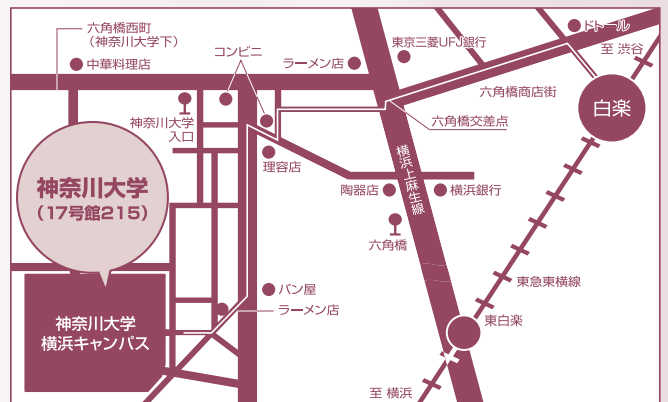 六角橋西町
（神奈川大学下）
中華料理店
コンビニ
ラーメン店
東京三菱UFJ銀行
ドトール
至 渋谷
六角橋商店街
白楽
神奈川大学
入口
六角橋交差点
理容店
横浜上麻生線
陶器店
横浜銀行
六角橋
神奈川大学
（17号館215）
東急東横線
パン屋
ラーメン店
東白楽
神奈川大学
横浜キャンパス
至 横浜